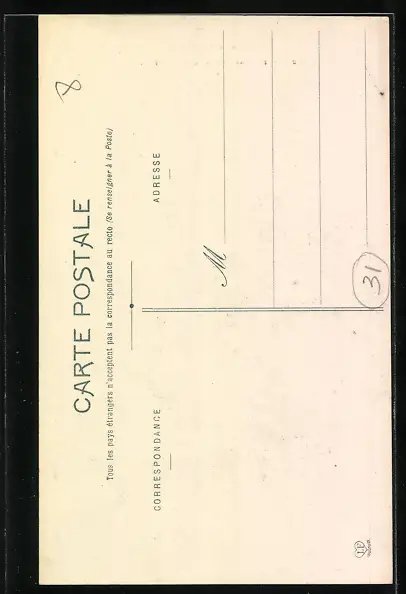 8
CARTE POSTALE
Tous les pays étrangers n'acceptent pas la correspondance au recto (Se renseigner à la Poste)
CORRESPONDANCE
ADRESSE
M
31